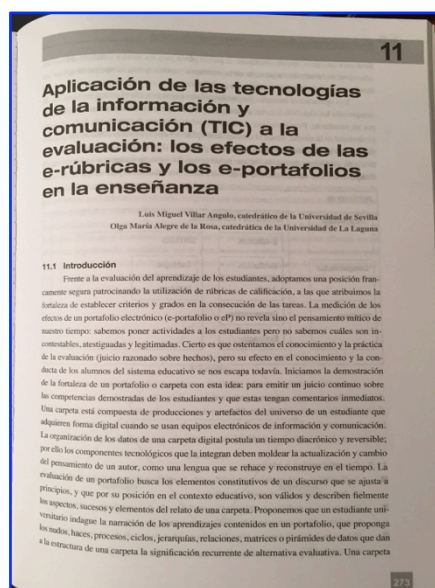 11
Aplicación de las tecnologías
de la información y
comunicación (TIC) a la
evaluación: los efectos de las
e-rúbricas y los e-portafolios
en la enseñanza
Luis Miguel Villar Angulo, catedrático de la Universidad de Sevilla
Olga María Alegre de la Rosa, catedrática de la Universidad de La Laguna
11.1 Introducción
Frente a la evaluación del aprendizaje de los estudiantes, adoptamos una posición fran-
camente segura patrocinando la utilización de rúbricas de calificación, a las que atribuimos la
fortaleza de establecer criterios y grados en la consecución de las tareas. La medición de los
efectos de un portafolio electrónico (e-portafolio o eP) no revela sino el pensamiento mítico de
nuestro tiempo: sabemos poner actividades a los estudiantes pero no sabemos cuáles son in-
contestables, atestiguadas y legitimadas. Cierto es que ostentamos el conocimiento y la práctica
de la evaluación (juicio razonado sobre hechos), pero su efecto en el conocimiento y la con-
ducta de los alumnos del sistema educativo se nos escapa todavía. Iniciamos la demostración
de la fortaleza de un portafolio o carpeta con esta idea: para emitir un juicio continuo sobre
las competencias demostradas de los estudiantes y que estas tengan comentarios inmediatos.
Una carpeta está compuesta de producciones y artefactos del universo de un estudiante que
adquieren forma digital cuando se usan equipos electrónicos de información y comunicación.
La organización de los datos de una carpeta digital postula un tiempo diacrónico y reversible;
por ello los componentes tecnológicos que la integran deben moldear la actualización y cambio
del pensamiento de un autor, como una lengua que se rehace y reconstruye en el tiempo. La
evaluación de un portafolio busca los elementos constitutivos de un discurso que se ajusta a
principios, y que por su posición en el contexto educativo, son válidos y describen fielmente
los aspectos, sucesos y elementos del relato de una carpeta. Proponemos que un estudiante uni-
versitario indague la narración de los aprendizajes contenidos en un portafolio, que proponga
los nudos, haces, procesos, ciclos, jerarquías, relaciones, matrices o pirámides de datos que dan
a la estructura de una carpeta la significación recurrente de alternativa evaluativa. Una carpeta
273